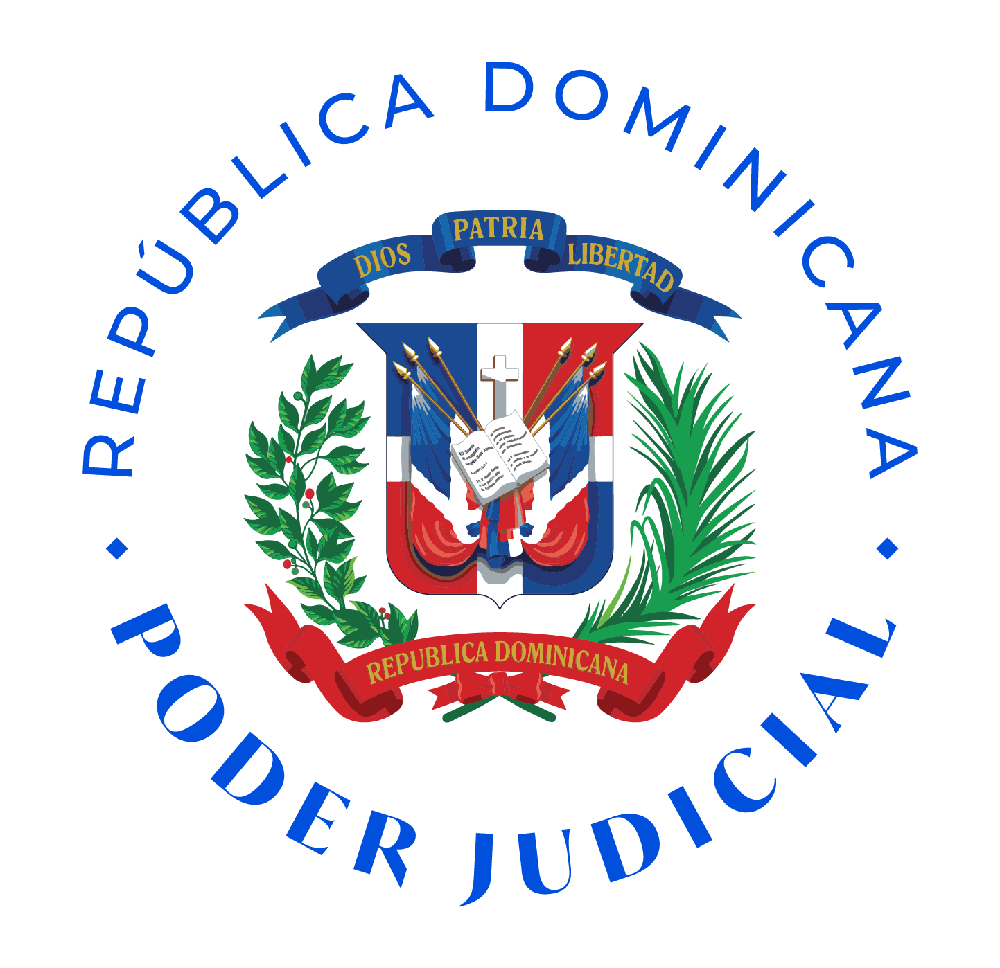 REPÚBLICA DOMINICANA
DIOS PATRIA LIBERTAD
REPUBLICA DOMINICANA
PODER JUDICIAL